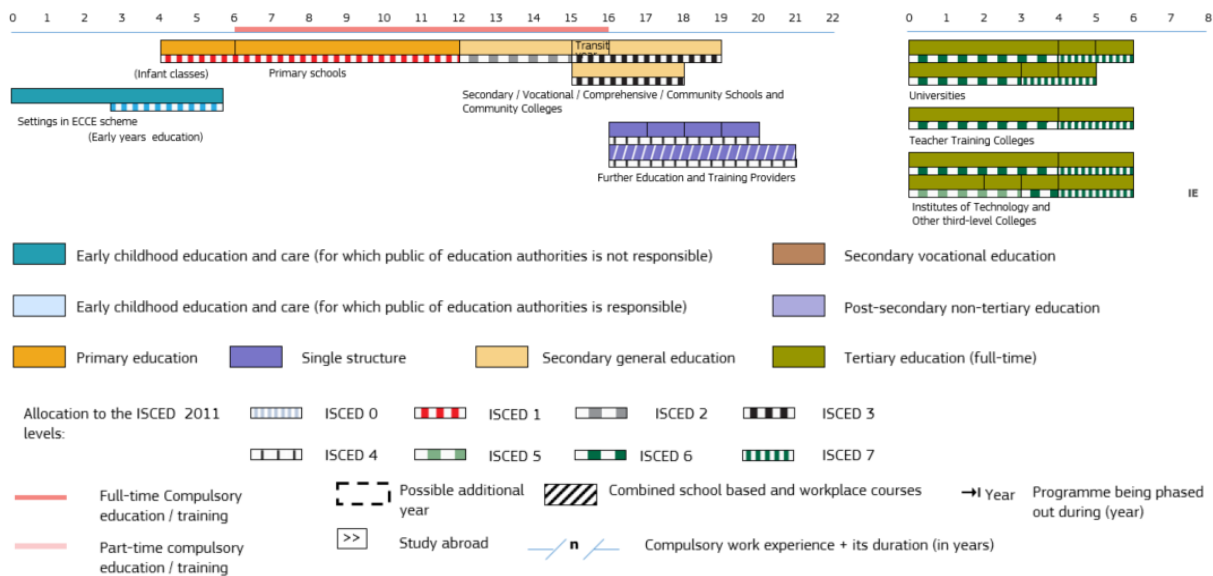 0 1 2 3 4 5 6 7 8 9 10 11 12 13 14 15 16 17 18 19 20 21 22
0 1 2 3 4 5 6 7 8
Transit
year
(Infant classes)
Primary schools
Secondary / Vocational / Comprehensive / Community Schools and
Community Colleges
Settings in ECCE scheme
(Early years education)
Further Education and Training Providers
Universities
Teacher Training Colleges
Institutes of Technology and
Other third-level Colleges
IE
Early childhood education and care (for which public of education authorities is not responsible)
Secondary vocational education
Early childhood education and care (for which public of education authorities is responsible)
Post-secondary non-tertiary education
Primary education
Single structure
Secondary general education
Tertiary education (full-time)
Allocation to the ISCED 2011
levels:
ISCED 0
ISCED 1
ISCED 2
ISCED 3
ISCED 4
ISCED 5
ISCED 6
ISCED 7
Full-time Compulsory
education / training
Possible additional
year
Combined school based and workplace courses
Year
Programme being phased
out during (year)
Part-time compulsory
education / training
>>
Study abroad
n
Compulsory work experience + its duration (in years)